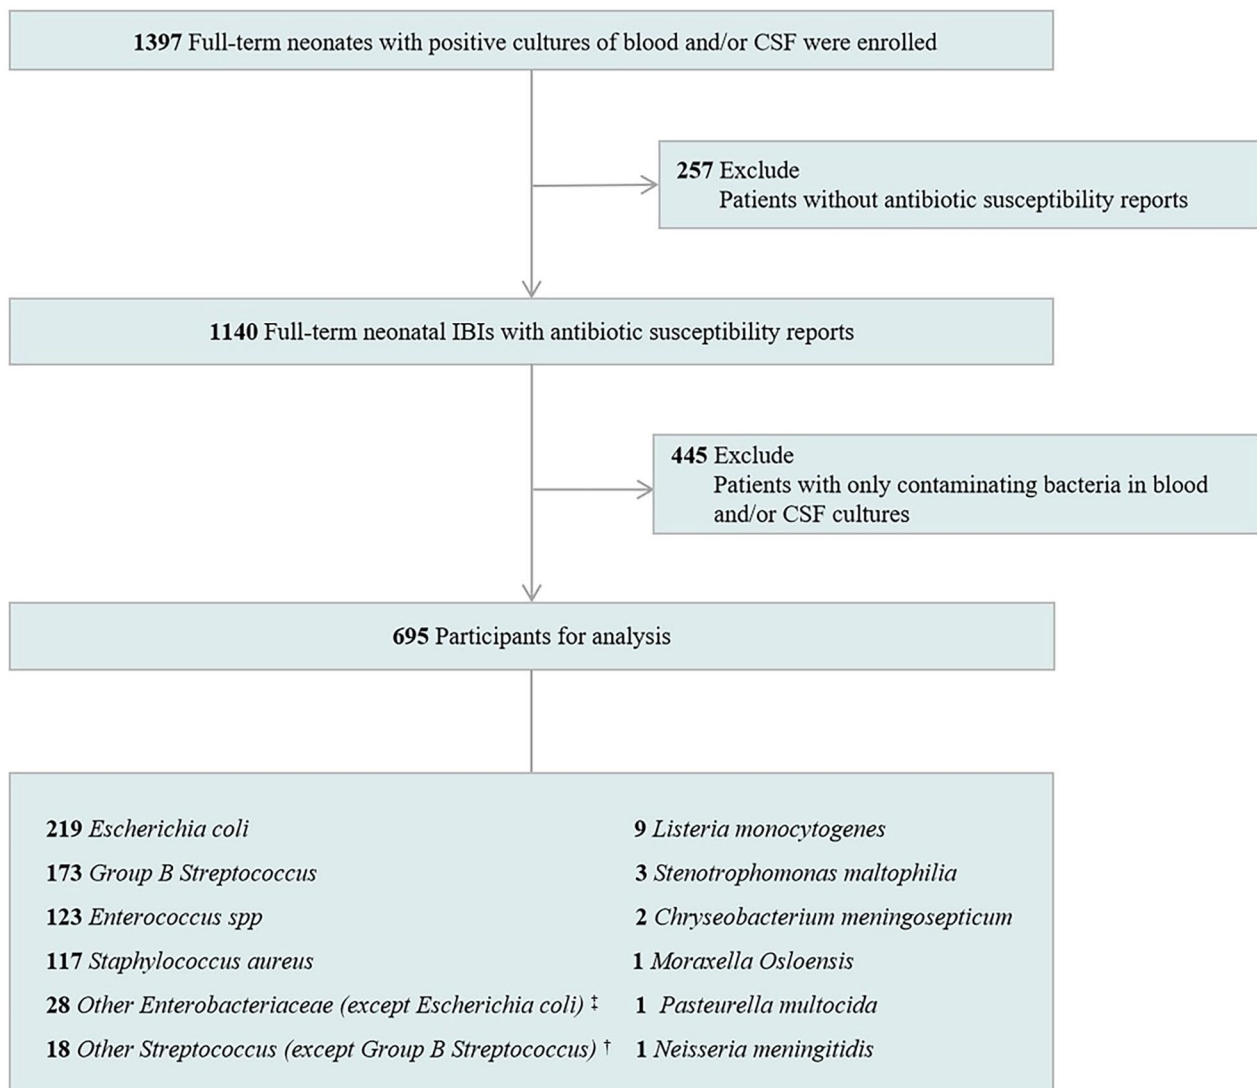 1397 Full-term neonates with positive cultures of blood and/or CSF were enrolled
257 Exclude
Patients without antibiotic susceptibility reports
1140 Full-term neonatal IBIs with antibiotic susceptibility reports
445 Exclude
Patients with only contaminating bacteria in blood
and/or CSF cultures
695 Participants for analysis
219 Escherichia coli
173 Group B Streptococcus
123 Enterococcus spp
117 Staphylococcus aureus
28 Other Enterobacteriaceae (except Escherichia coli) ‡
18 Other Streptococcus (except Group B Streptococcus) †
9 Listeria monocytogenes
3 Stenotrophomonas maltophilia
2 Chryseobacterium meningosepticum
1 Moraxella Osloensis
1 Pasteurella multocida
1 Neisseria meningitidis